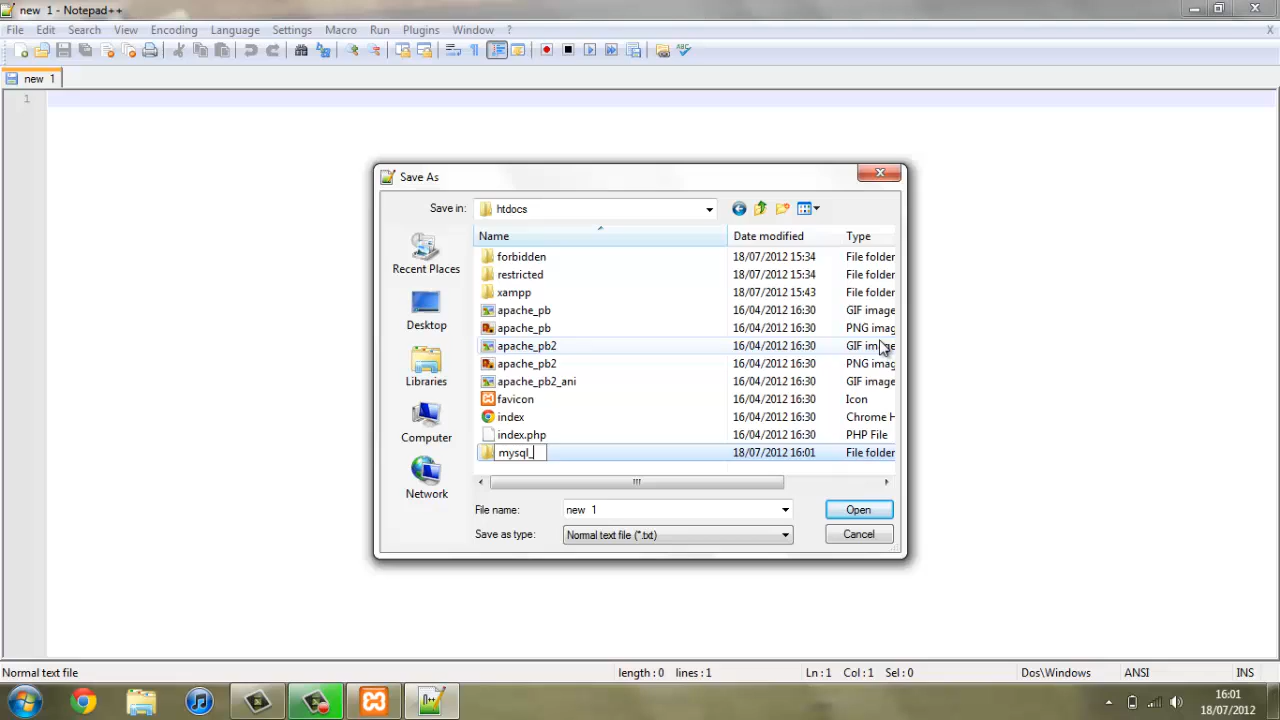 new 1 - Notepad++
File Edit Search View Encoding Language Settings Macro Run Plugins Window ? X
new 1
1
Save As
Save in: htdocs
Name Date modified Type
forbidden 18/07/2012 15:34 File folder
restricted 18/07/2012 15:34 File folder
xampp 18/07/2012 15:43 File folder
apache_pb 16/04/2012 16:30 GIF image
apache_pb 16/04/2012 16:30 PNG imag
apache_pb2 16/04/2012 16:30 GIF image
apache_pb2 16/04/2012 16:30 PNG imag
apache_pb2_ani 16/04/2012 16:30 GIF image
favicon 16/04/2012 16:30 Icon
index 16/04/2012 16:30 Chrome H
index.php 16/04/2012 16:30 PHP File
mysql_ 18/07/2012 16:01 File folder
Recent Places
Desktop
Libraries
Computer
Network
File name: new 1 Open
Save as type: Normal text file (*.txt) Cancel
Normal text file length : 0 lines : 1 Ln : 1 Col : 1 Sel : 0 Dos\Windows ANSI INS
16:01
18/07/2012